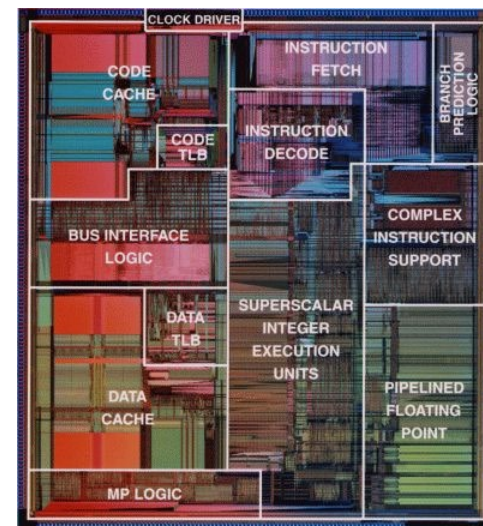 CLOCK DRIVER
CODE
CACHE
CODE
TLB
INSTRUCTION
FETCH
INSTRUCTION
DECODE
BRANCH
PREDICTION
LOGIC
BUS INTERFACE
LOGIC
COMPLEX
INSTRUCTION
SUPPORT
DATA
TLB
SUPERSCALAR
INTEGER
EXECUTION
UNITS
DATA
CACHE
PIPELINED
FLOATING
POINT
MP LOGIC